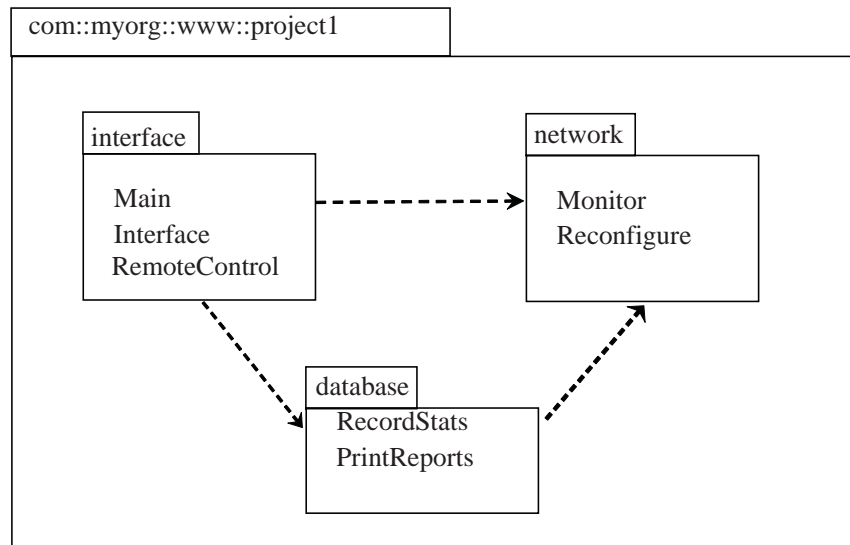 com::myorg::www::project1
interface
Main
Interface
RemoteControl
network
Monitor
Reconfigure
database
RecordStats
PrintReports